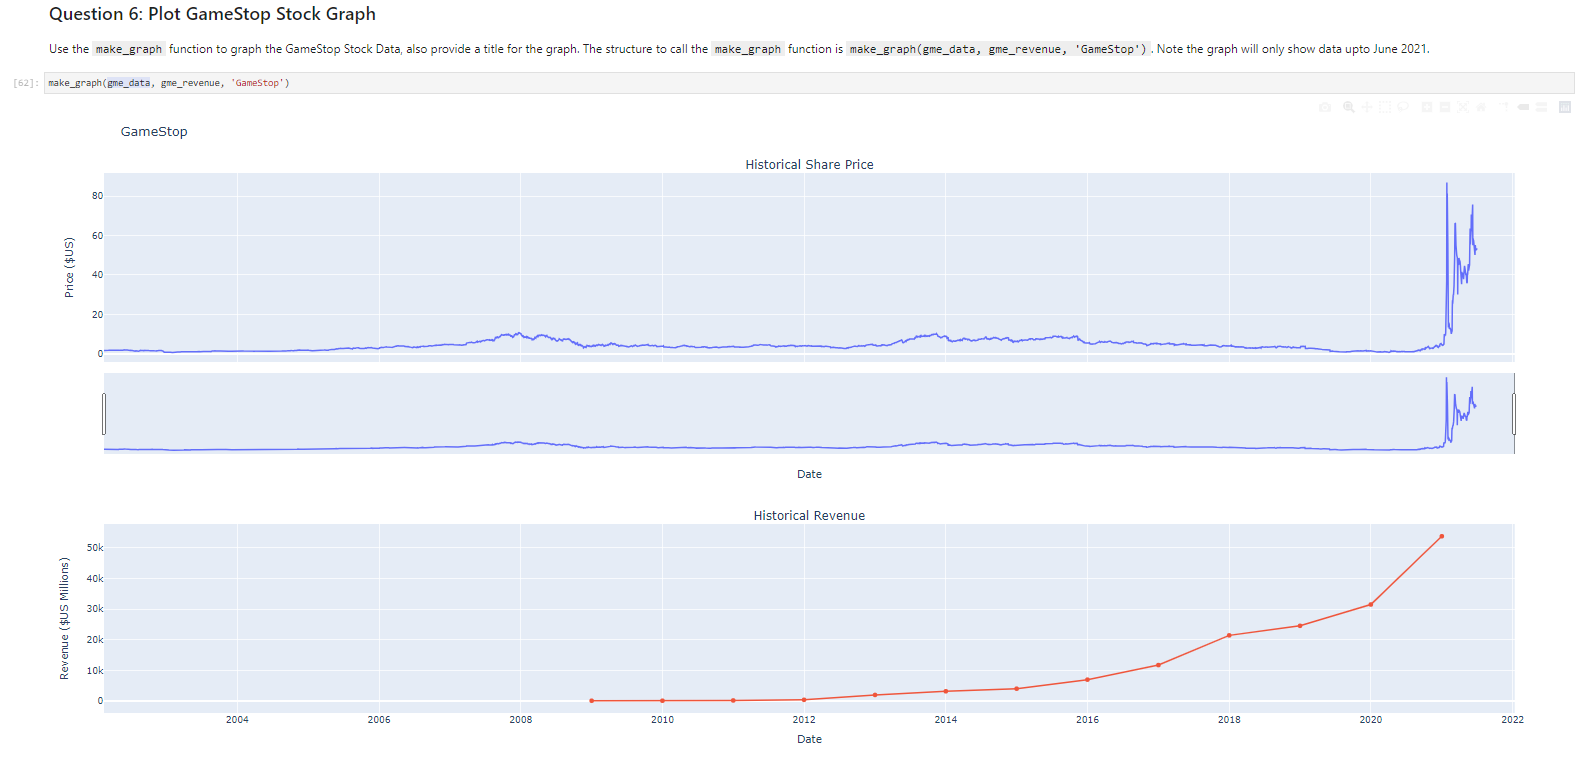 Question 6: Plot GameStop Stock Graph
Use the make_graph function to graph the GameStop Stock Data, also provide a title for the graph. The structure to call the make_graph function is make_graph(gme_data, gme_revenue, 'GameStop'). Note the graph will only show data upto June 2021.
[62]: make_graph(gme_data, gme_revenue, 'GameStop')
GameStop
Historical Share Price
80
60
40
20
0
Price ($US)
Date
Historical Revenue
50k
40k
30k
20k
10k
0
Revenue ($US Millions)
2004 2006 2008 2010 2012 2014 2016 2018 2020 2022
Date